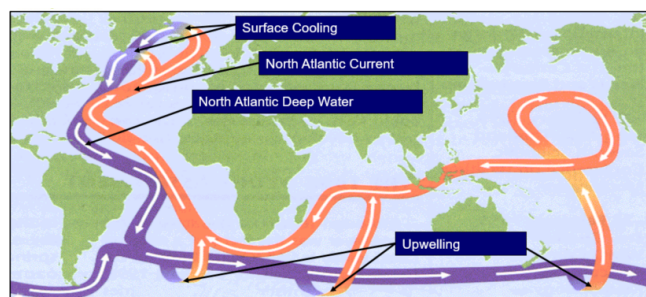 Surface Cooling
North Atlantic Current
North Atlantic Deep Water
Upwelling